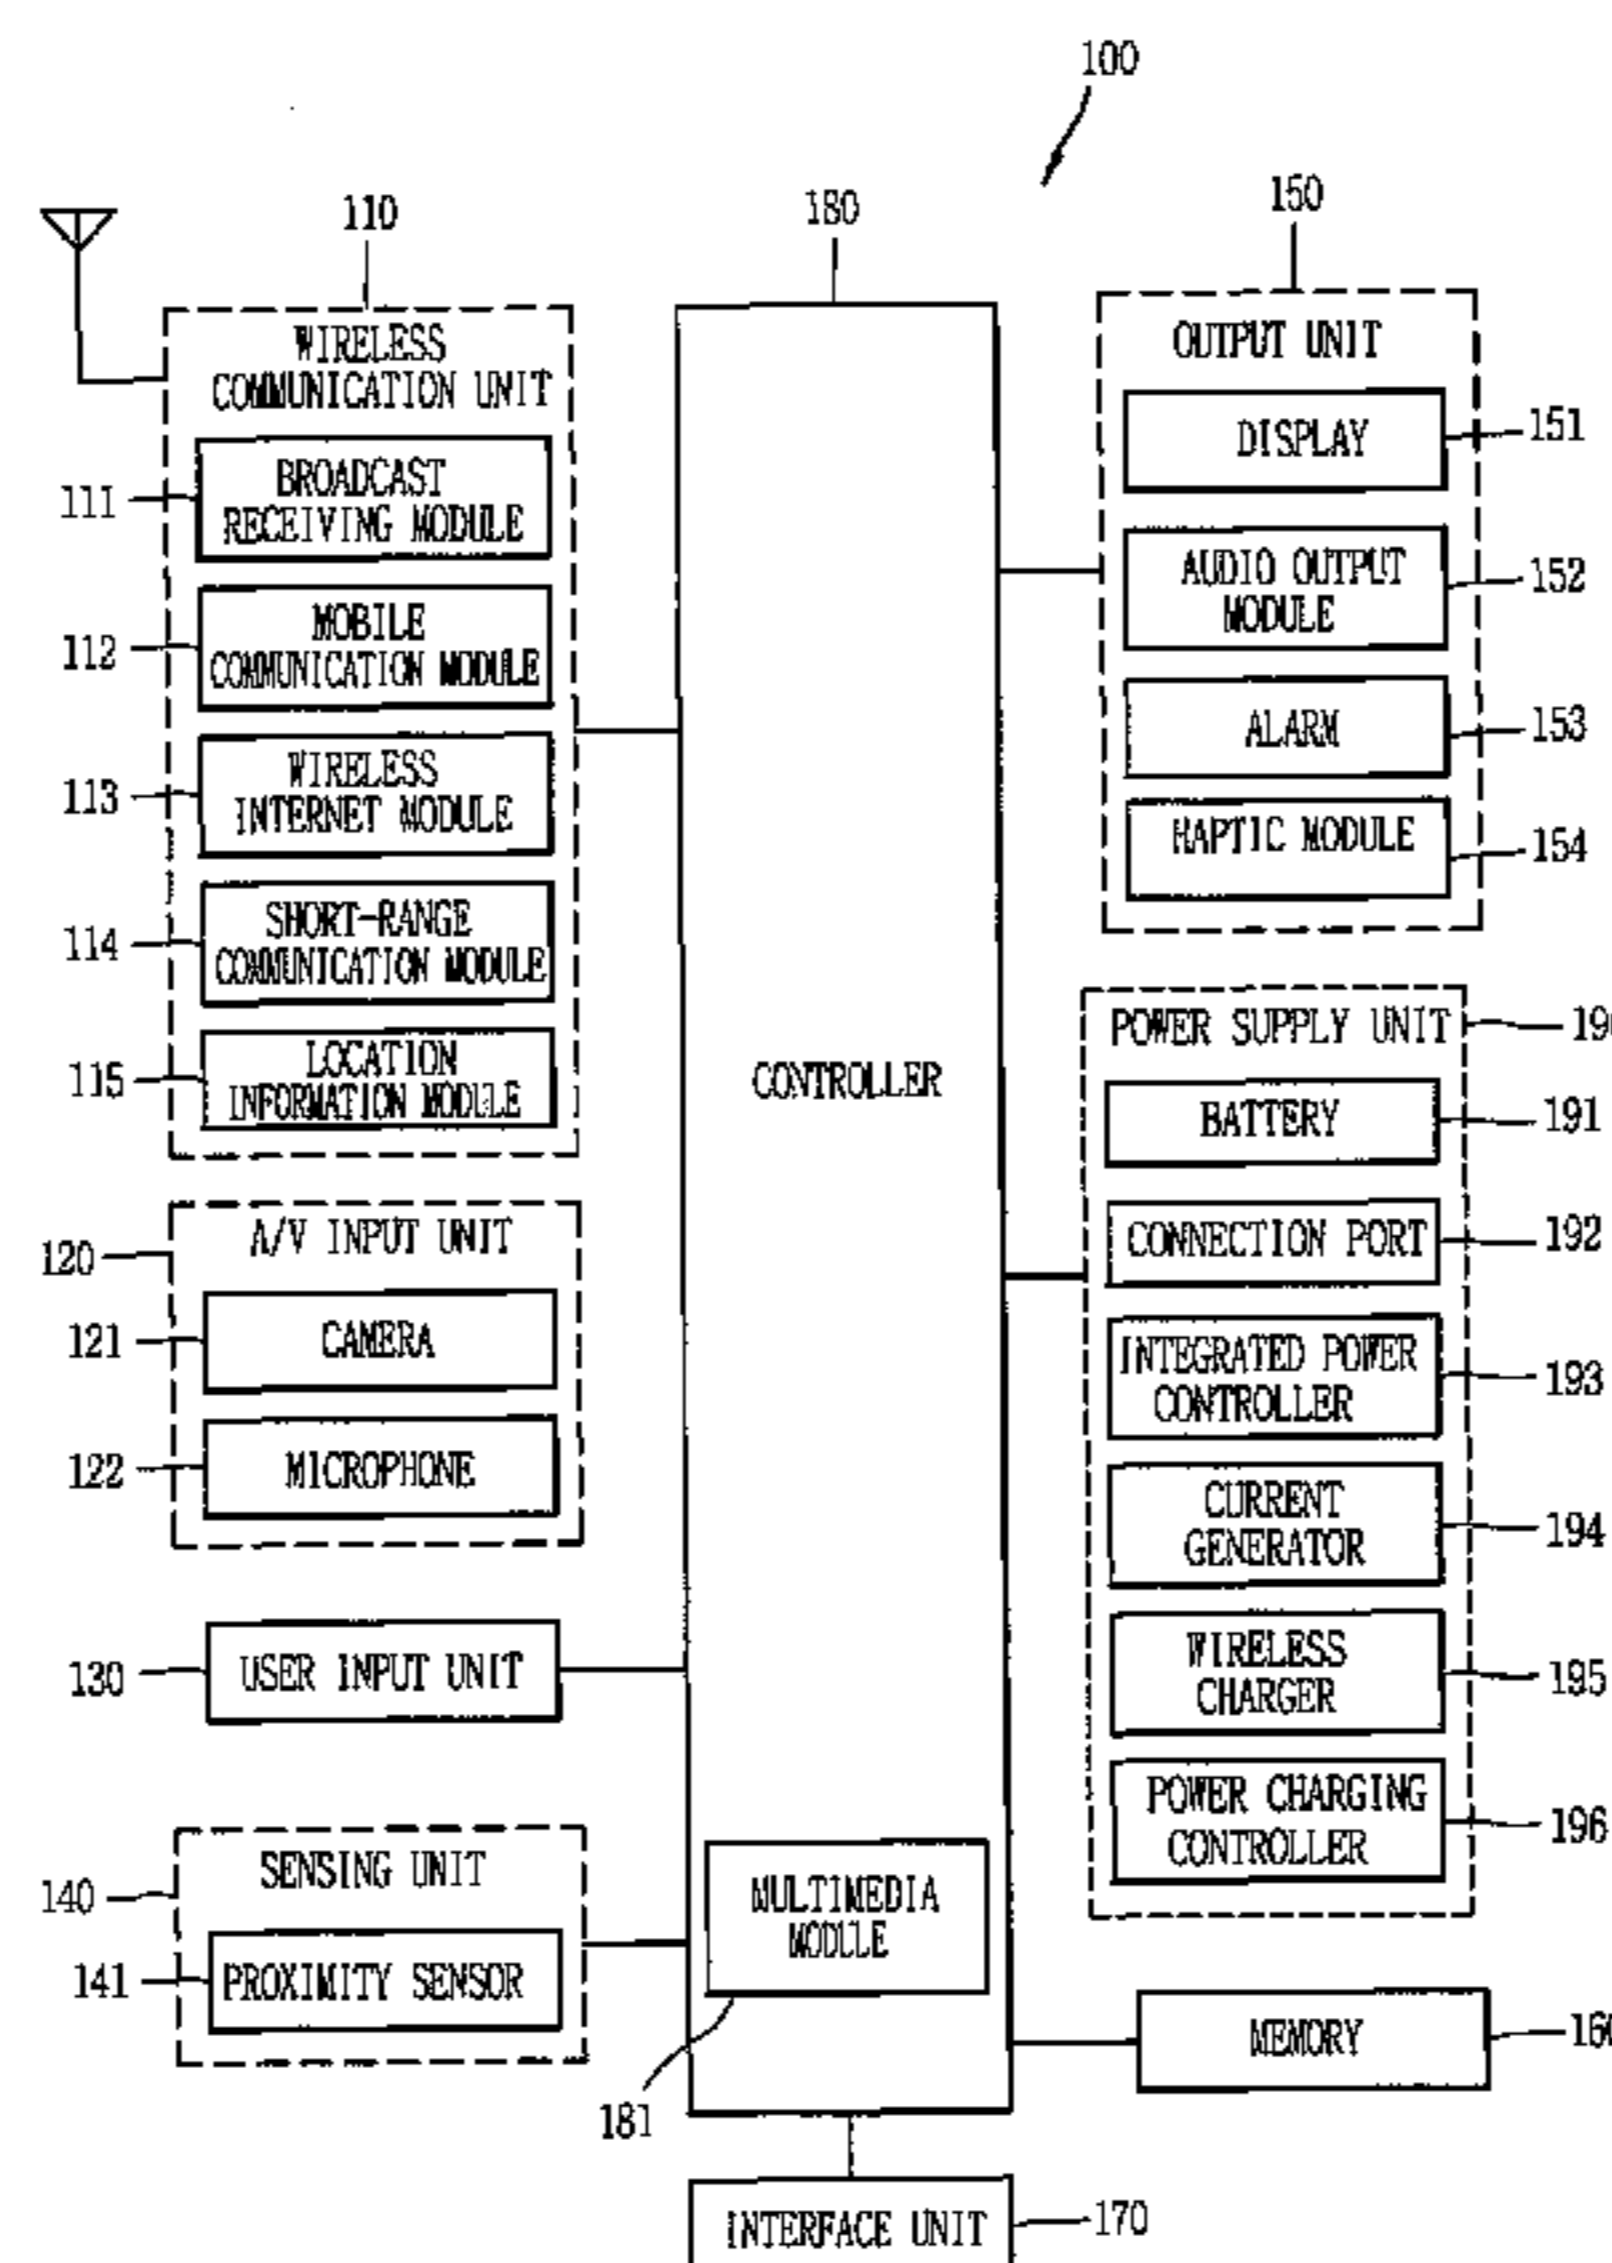 100
110
180
150
WIRELESS
COMMUNICATION UNIT
111
BROADCAST
RECEIVING MODULE
112
MOBILE
COMMUNICATION MODULE
113
WIRELESS
INTERNET MODULE
114
SHORT-RANGE
COMMUNICATION MODULE
115
LOCATION
INFORMATION MODULE
120
A/V INPUT UNIT
121
CAMERA
122
MICROPHONE
130
USER INPUT UNIT
140
SENSING UNIT
141
PROXIMITY SENSOR
CONTROLLER
MULTIMEDIA
MODULE
181
OUTPUT UNIT
DISPLAY
151
AUDIO OUTPUT
MODULE
152
ALARM
153
HAPTIC MODULE
154
POWER SUPPLY UNIT
190
BATTERY
191
CONNECTION PORT
192
INTEGRATED POWER
CONTROLLER
193
CURRENT
GENERATOR
194
WIRELESS
CHARGER
195
POWER CHARGING
CONTROLLER
196
MEMORY
160
INTERFACE UNIT
170